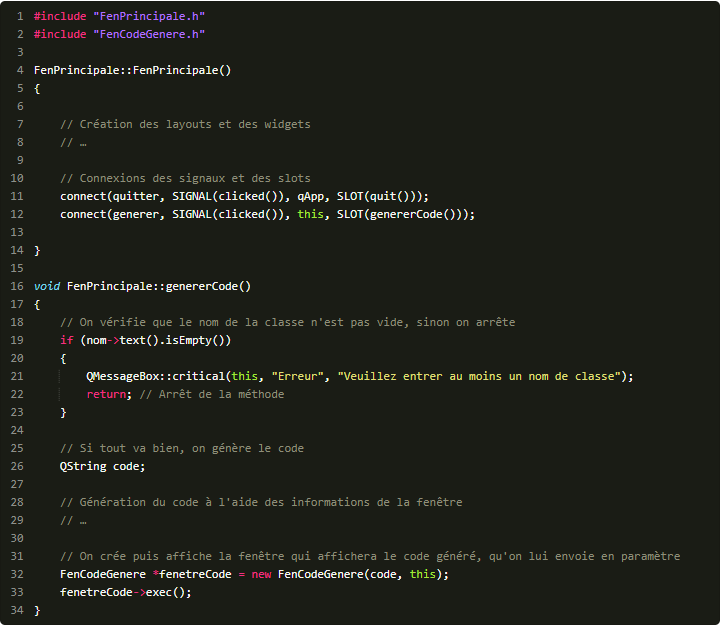 1 #include "FenPrincipale.h"
2 #include "FenCodeGenere.h"
3
4 FenPrincipale::FenPrincipale()
5 {
6
7     // Création des layouts et des widgets
8     // …
9
10     // Connexions des signaux et des slots
11     connect(quitter, SIGNAL(clicked()), qApp, SLOT(quit()));
12     connect(generer, SIGNAL(clicked()), this, SLOT(genererCode()));
13
14 }
15
16 void FenPrincipale::genererCode()
17 {
18     // On vérifie que le nom de la classe n'est pas vide, sinon on arrête
19     if (nom->text().isEmpty())
20     {
21         QMessageBox::critical(this, "Erreur", "Veuillez entrer au moins un nom de classe");
22         return; // Arrêt de la méthode
23     }
24
25     // Si tout va bien, on génère le code
26     QString code;
27
28     // Génération du code à l'aide des informations de la fenêtre
29     // …
30
31     // On crée puis affiche la fenêtre qui affichera le code généré, qu'on lui envoie en paramètre
32     FenCodeGenere *fenetreCode = new FenCodeGenere(code, this);
33     fenetreCode->exec();
34 }